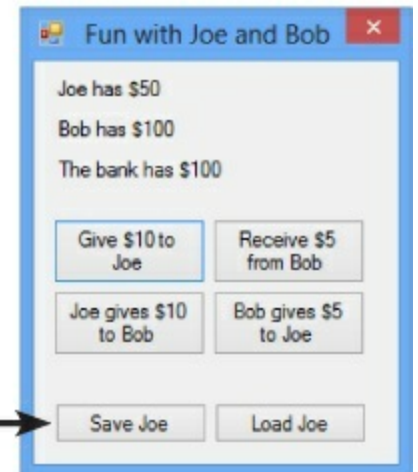 Fun with Joe and Bob
Joe has $50
Bob has $100
The bank has $100
Give $10 to
Joe
Receive $5
from Bob
Joe gives $10
to Bob
Bob gives $5
to Joe
Save Joe
Load Joe